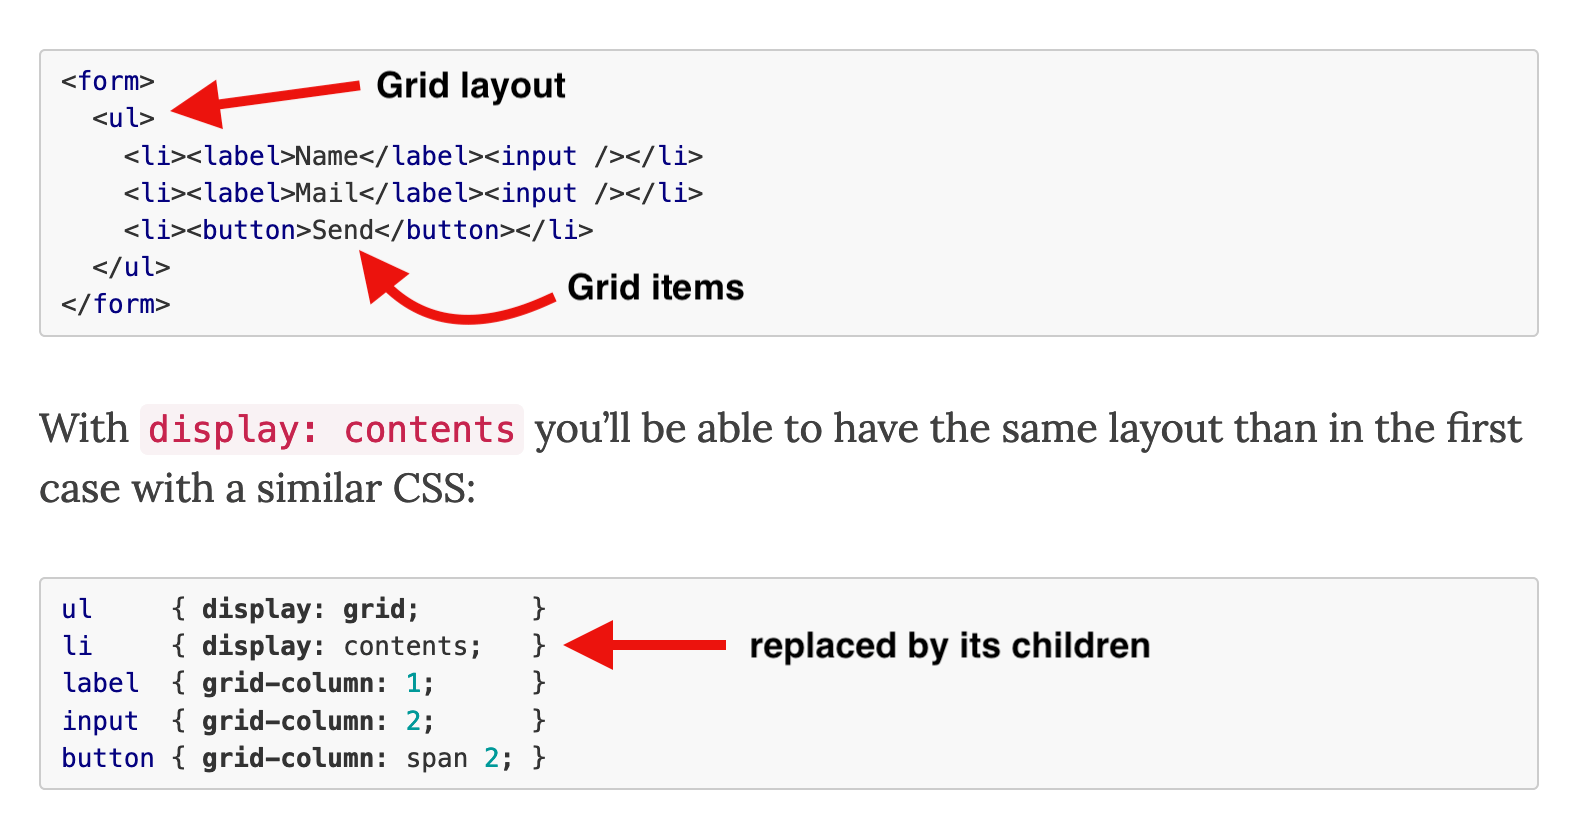 <form>
Grid layout
<ul>
<li><label>Name</label><input /></li>
<li><label>Mail</label><input /></li>
<li><button>Send</button></li>
</ul>
Grid items
</form>
With display: contents you’ll be able to have the same layout than in the first
case with a similar CSS:
ul { display: grid; }
li { display: contents; } replaced by its children
label { grid-column: 1; }
input { grid-column: 2; }
button { grid-column: span 2; }